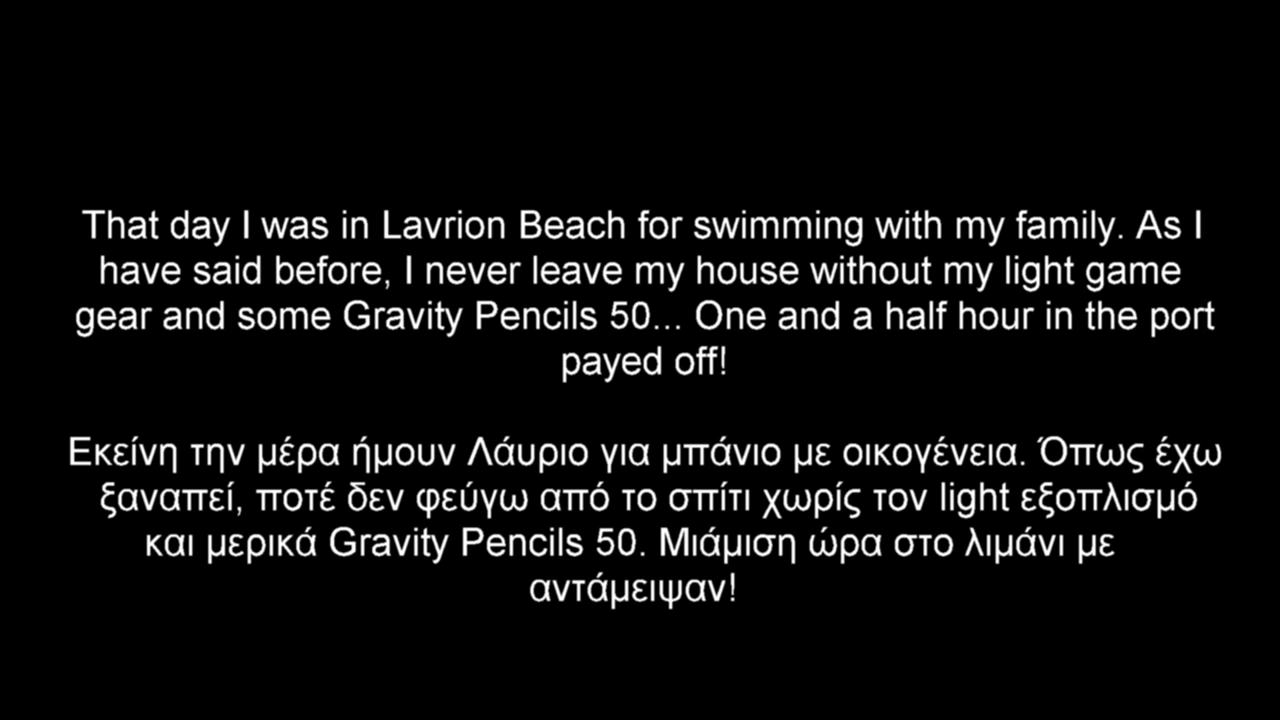 That day I was in Lavrion Beach for swimming with my family. As I
have said before, I never leave my house without my light game
gear and some Gravity Pencils 50... One and a half hour in the port
payed off!
Εκείνη την μέρα ήμουν Λάυριο για μπάνιο με οικογένεια. Όπως έχω
ξαναπεί, ποτέ δεν φεύγω από το σπίτι χωρίς τον light εξοπλισμό
και μερικά Gravity Pencils 50. Μιάμιση ώρα στο λιμάνι με
αντάμειψαν!